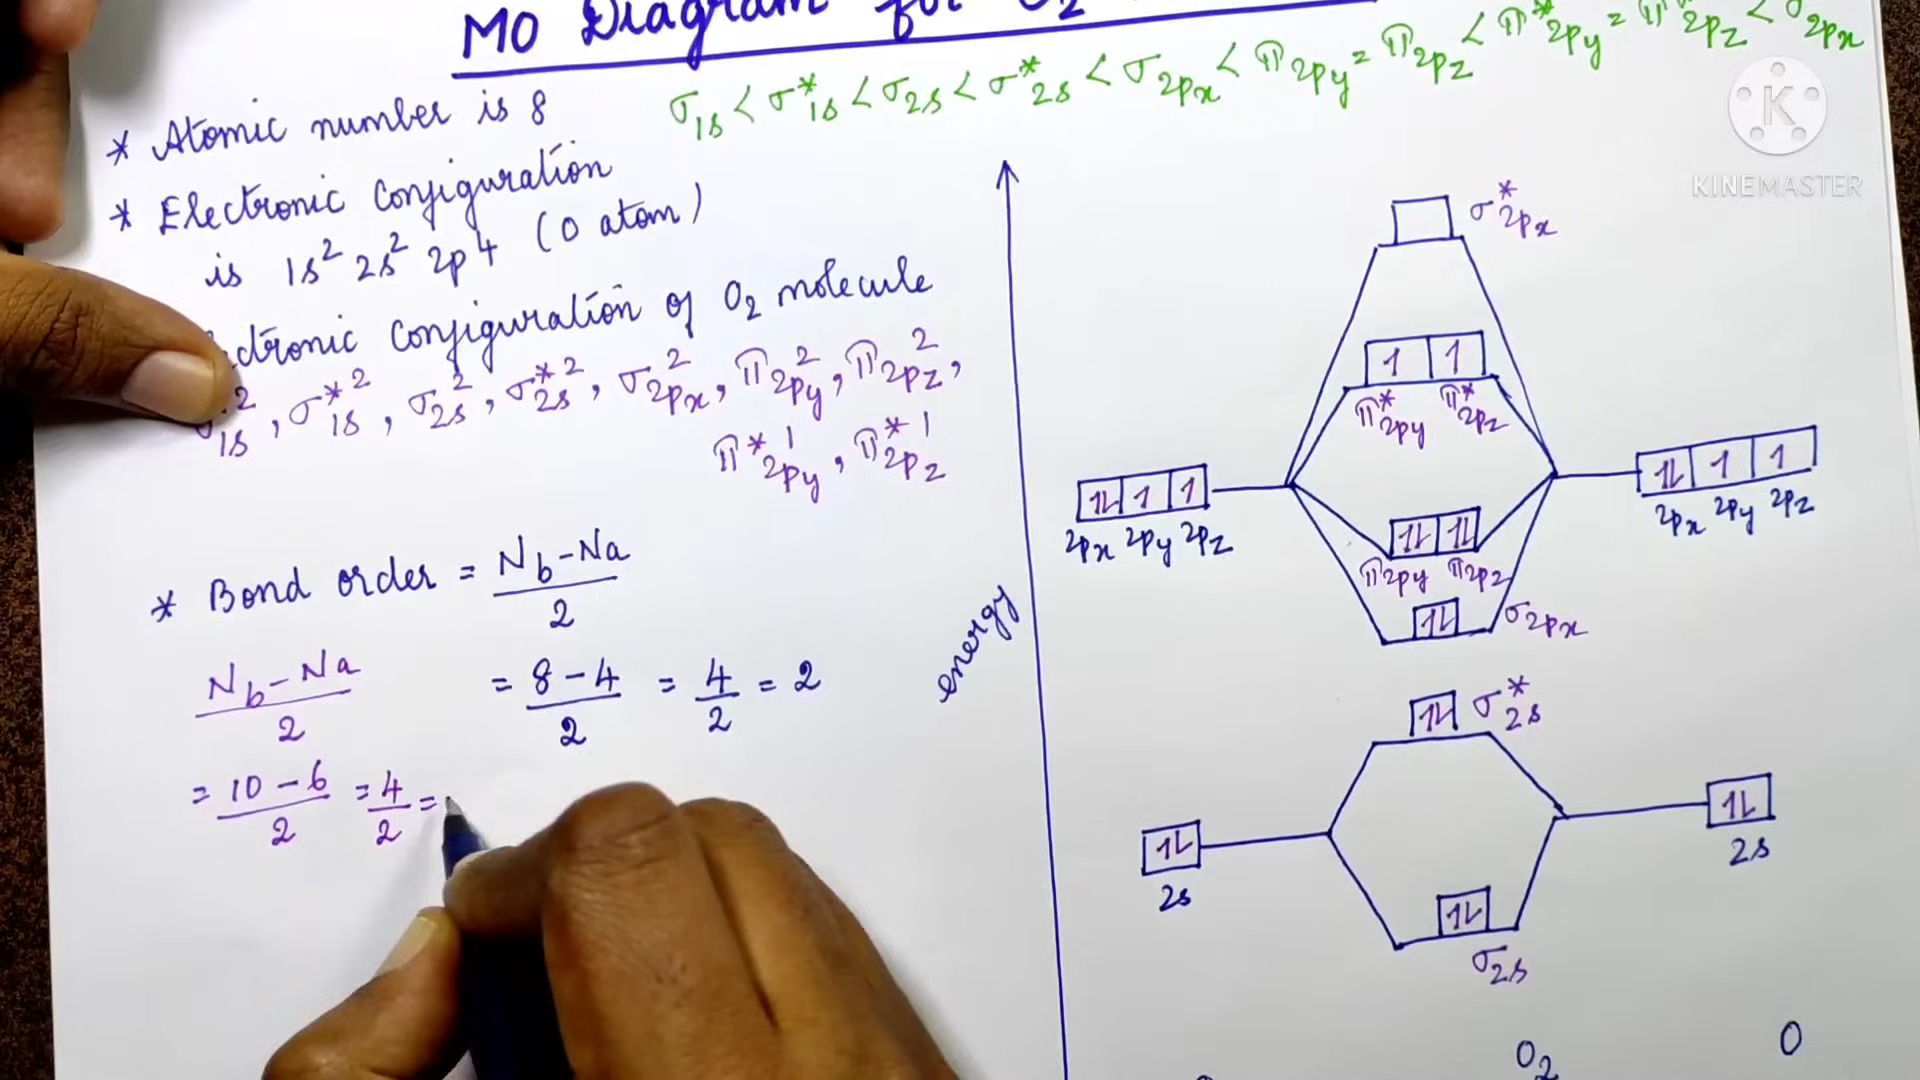 MO Diagram for O2
σ1s < σ*1s < σ2s < σ*2s < σ2px < π2py = π2pz < π*2py = π*2pz < σ2px
* Atomic number is 8
* Electronic Configuration
is 1s² 2s² 2p⁴ (O atom)
ctronic Configuration of O2 molecule
σ1s², σ*1s², σ2s², σ*2s², σ2px², π2py², π2pz²,
π*2py¹, π*2pz¹
* Bond order = Nb-Na / 2
= 8-4 / 2 = 4/2 = 2
Nb-Na / 2
= 10-6 / 2 = 4/2 =
KINEMASTER
K
energy
σ*2px
1 1
π*2py π*2pz
1L 1 1
2px 2py 2pz
1L 1 1
2px 2py 2pz
1L 1L
π2py π2pz
1L σ2px
1L σ*2s
1L
2s
1L
2s
1L
σ2s
O2
O